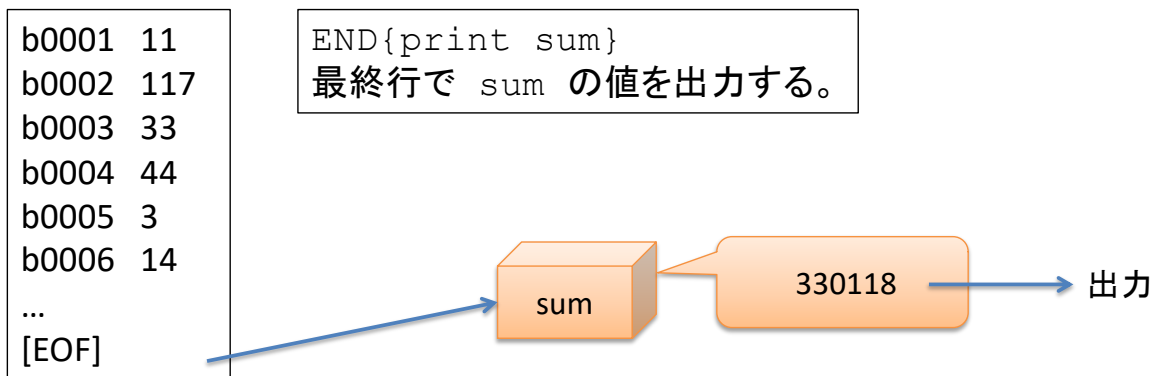 b0001 11
b0002 117
b0003 33
b0004 44
b0005 3
b0006 14
…
[EOF]
END{print sum}
最終行で sum の値を出力する。
sum
330118
出力